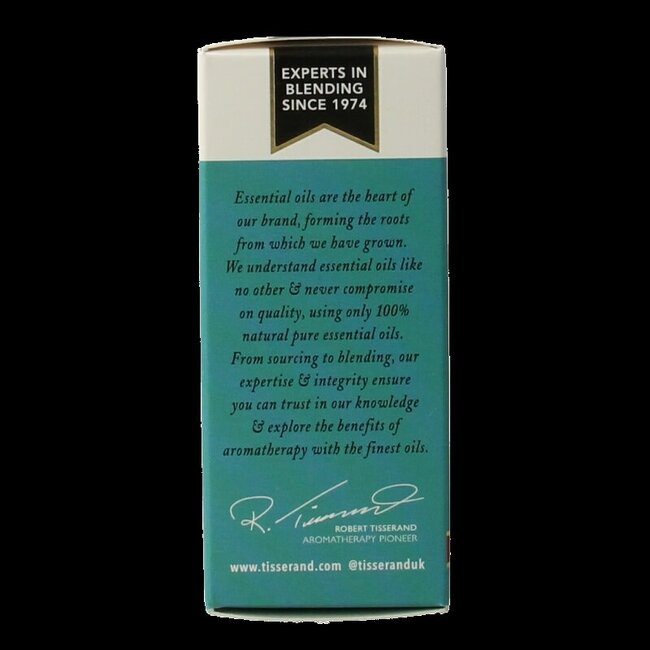 EXPERTS IN
BLENDING
SINCE 1974
Essential oils are the heart of
our brand, forming the roots
from which we have grown.
We understand essential oils like
no other & never compromise
on quality, using only 100%
natural pure essential oils.
From sourcing to blending, our
expertise & integrity ensure
you can trust in our knowledge
& explore the benefits of
aromatherapy with the finest oils.
R. Tisserand
ROBERT TISSERAND
AROMATHERAPY PIONEER
www.tisserand.com @tisseranduk